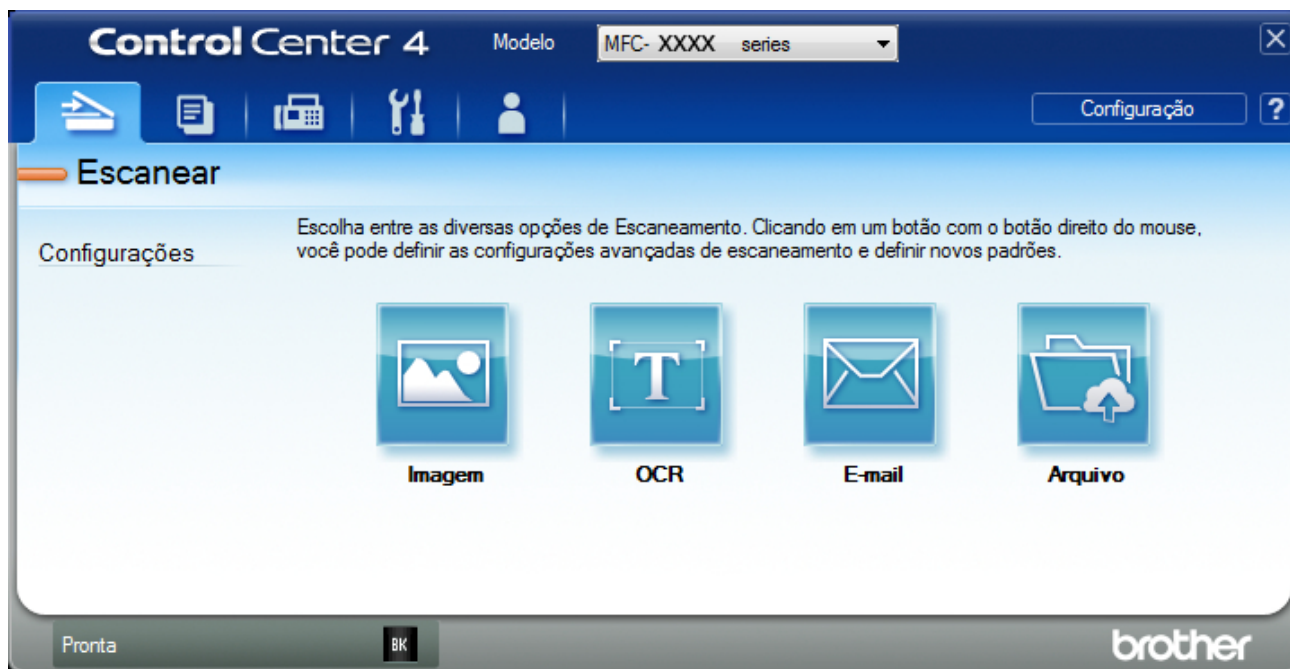 Control Center 4
Modelo
MFC- XXXX series
Configuração
?
Escanear
Configurações
Escolha entre as diversas opções de Escaneamento. Clicando em um botão com o botão direito do mouse,
você pode definir as configurações avançadas de escaneamento e definir novos padrões.
T
Imagem
OCR
E-mail
Arquivo
Pronta
BK
brother